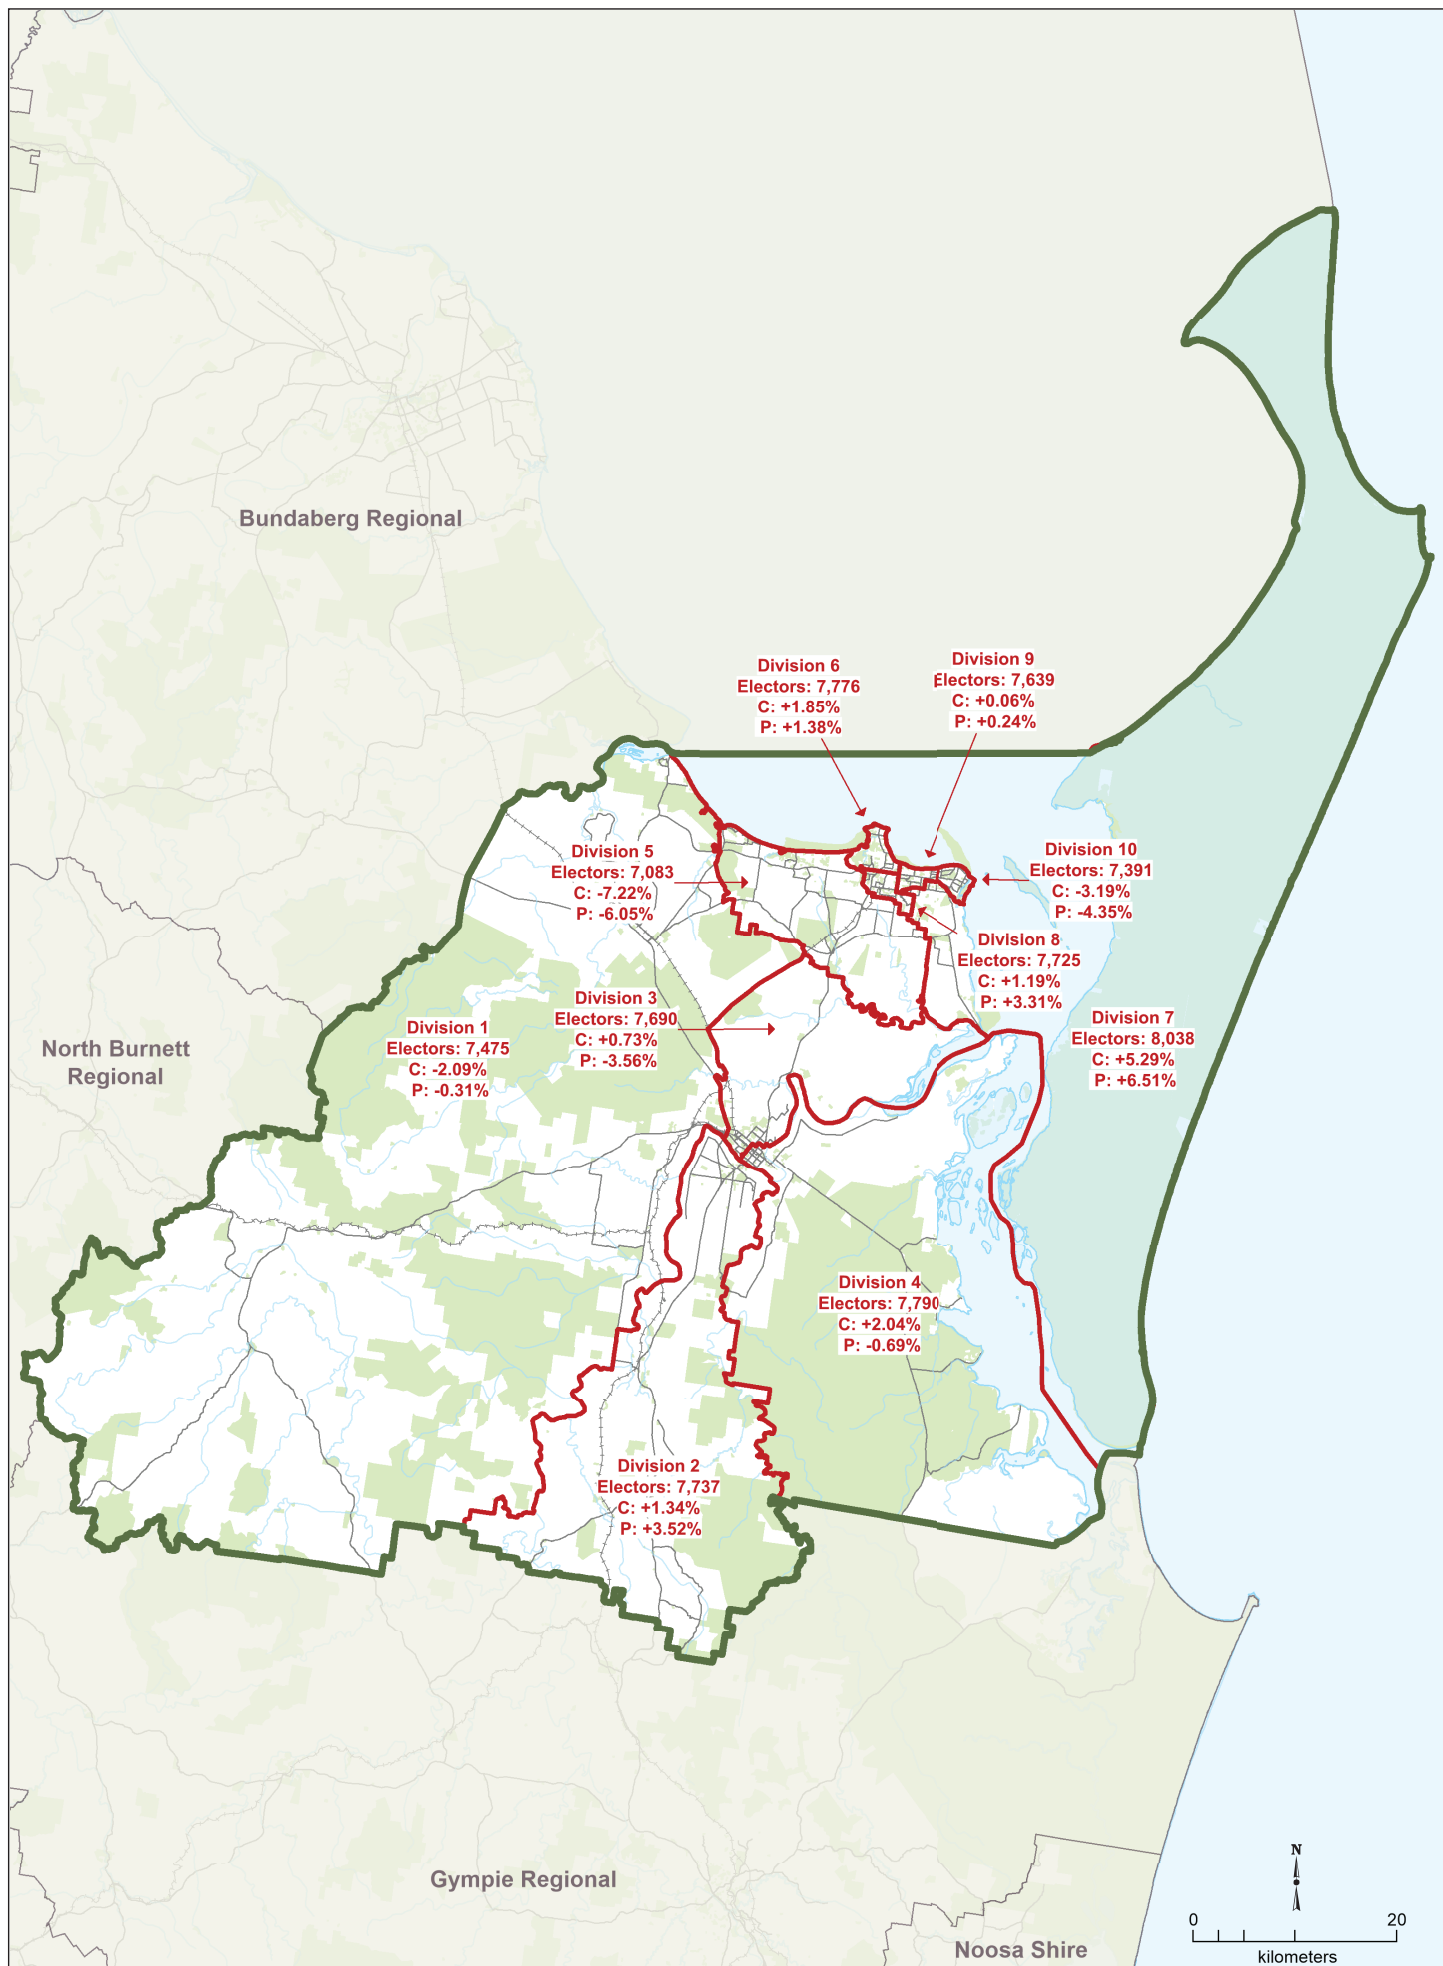 Bundaberg Regional
Division 6
Electors: 7,776
C: +1.85%
P: +1.38%
Division 9
Electors: 7,639
C: +0.06%
P: +0.24%
Division 5
Electors: 7,083
C: -7.22%
P: -6.05%
Division 10
Electors: 7,391
C: -3.19%
P: -4.35%
Division 8
Electors: 7,725
C: +1.19%
P: +3.31%
Division 3
Electors: 7,690
C: +0.73%
P: -3.56%
Division 1
Electors: 7,475
C: -2.09%
P: -0.31%
Division 7
Electors: 8,038
C: +5.29%
P: +6.51%
North Burnett
Regional
Division 4
Electors: 7,790
C: +2.04%
P: -0.69%
Division 2
Electors: 7,737
C: +1.34%
P: +3.52%
Gympie Regional
Noosa Shire
N
0 20
kilometers